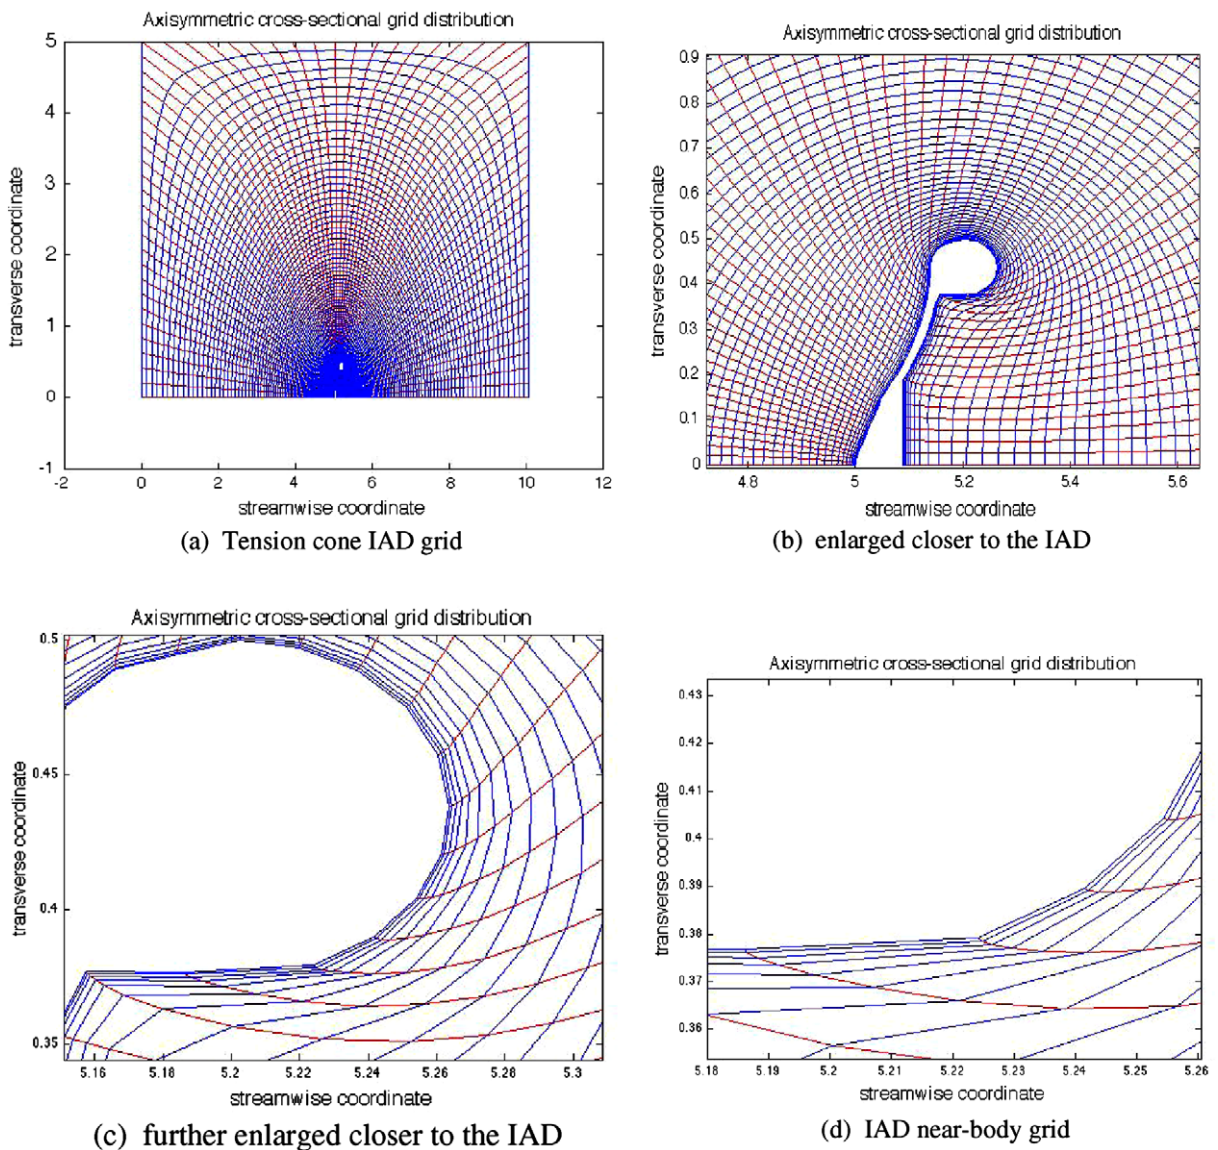 Axisymmetric cross-sectional grid distribution
5
4
3
2
1
0
-1
-2 0 2 4 6 8 10 12
transverse coordinate
streamwise coordinate
(a) Tension cone IAD grid
Axisymmetric cross-sectional grid distribution
0.9
0.8
0.7
0.6
0.5
0.4
0.3
0.2
0.1
0
4.8 5 5.2 5.4 5.6
transverse coordinate
streamwise coordinate
(b) enlarged closer to the IAD
Axisymmetric cross-sectional grid distribution
0.5
0.45
0.4
0.35
5.16 5.18 5.2 5.22 5.24 5.26 5.28 5.3
transverse coordinate
streamwise coordinate
(c) further enlarged closer to the IAD
Axisymmetric cross-sectional grid distribution
0.43
0.42
0.41
0.4
0.39
0.38
0.37
0.36
5.18 5.19 5.2 5.21 5.22 5.23 5.24 5.25 5.26
transverse coordinate
streamwise coordinate
(d) IAD near-body grid